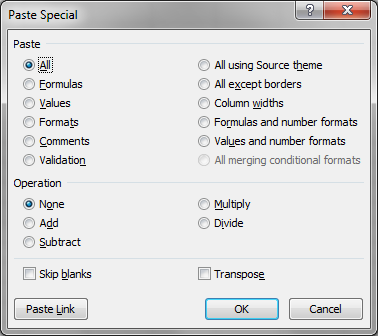 Paste Special
Paste
All
All using Source theme
Formulas
All except borders
Values
Column widths
Formats
Formulas and number formats
Comments
Values and number formats
Validation
All merging conditional formats
Operation
None
Multiply
Add
Divide
Subtract
Skip blanks
Transpose
Paste Link
OK
Cancel